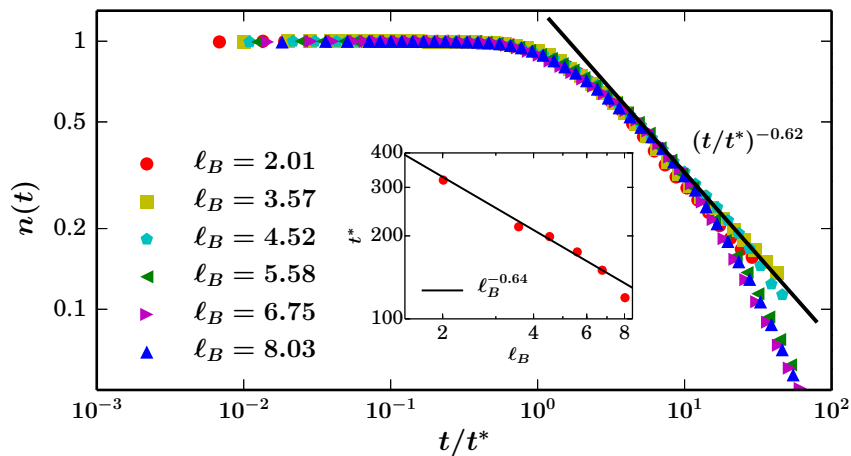 1
0.5
0.2
0.1
n(t)
ℓ_B = 2.01
ℓ_B = 3.57
ℓ_B = 4.52
ℓ_B = 5.58
ℓ_B = 6.75
ℓ_B = 8.03
(t/t*)^{-0.62}
400
300
200
100
t*
ℓ_B^{-0.64}
2 4 6 8
ℓ_B
10^{-3} 10^{-2} 10^{-1} 10^0 10^1 10^2
t/t*